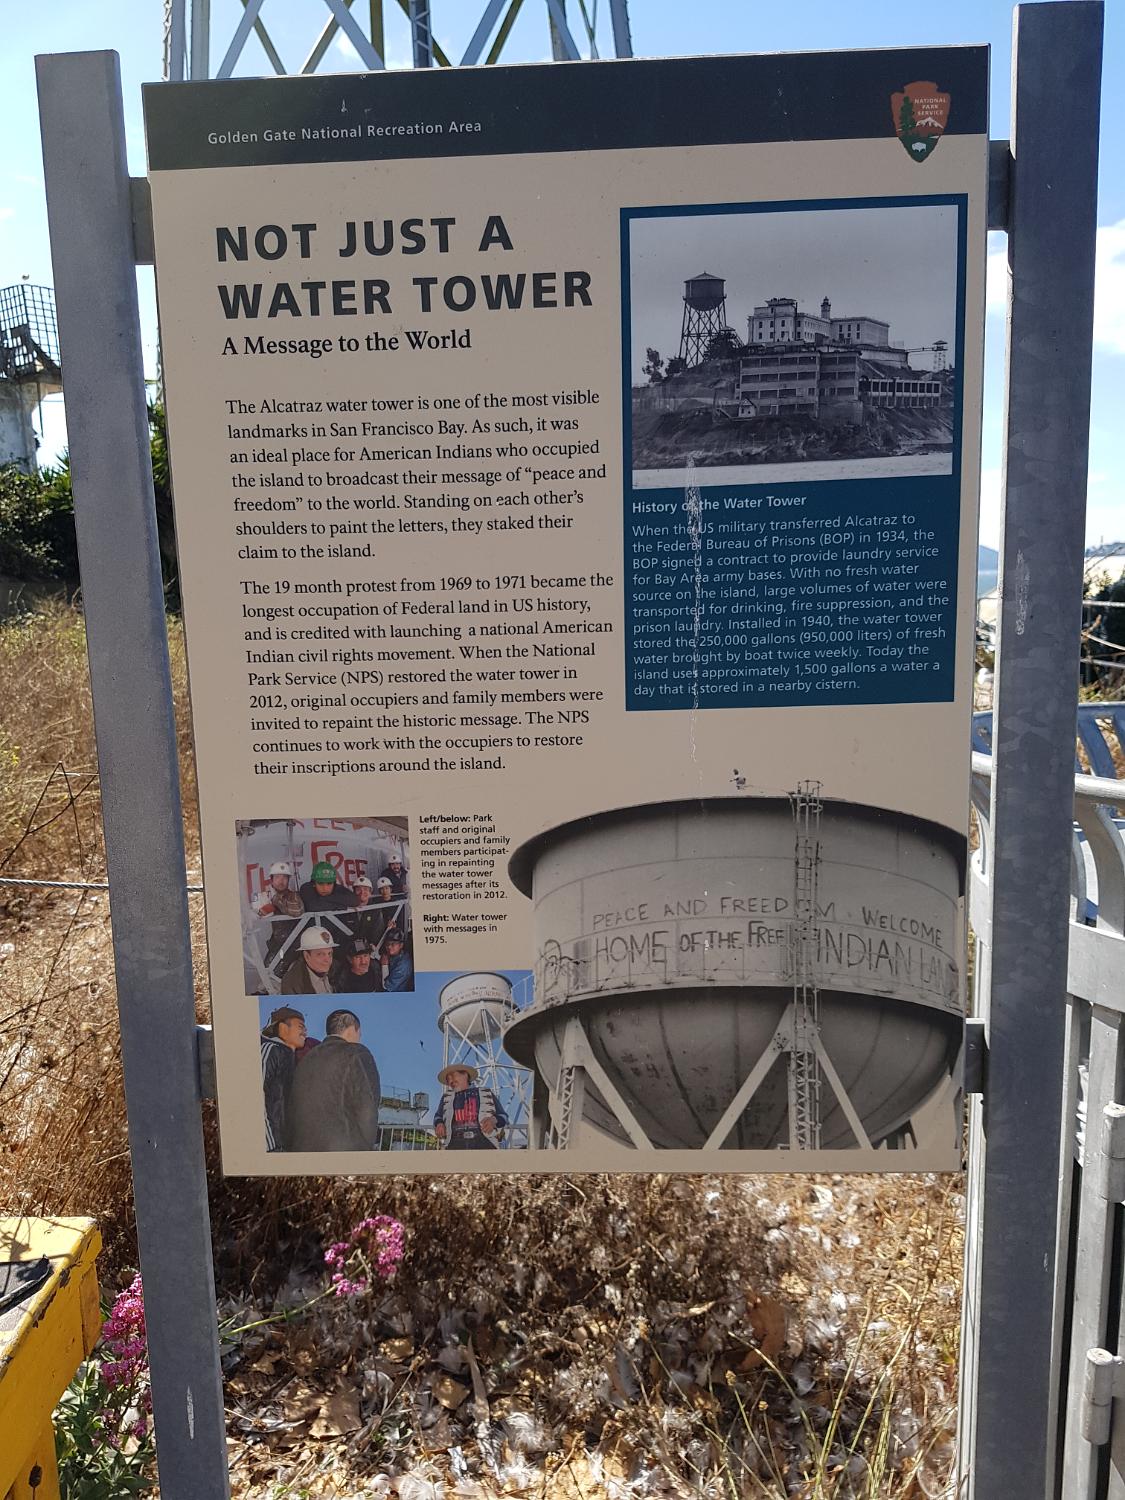 Golden Gate National Recreation Area
NATIONAL
PARK
SERVICE
NOT JUST A
WATER TOWER
A Message to the World
The Alcatraz water tower is one of the most visible
landmarks in San Francisco Bay. As such, it was
an ideal place for American Indians who occupied
the island to broadcast their message of “peace and
freedom” to the world. Standing on each other’s
shoulders to paint the letters, they staked their
claim to the island.
The 19 month protest from 1969 to 1971 became the
longest occupation of Federal land in US history,
and is credited with launching a national American
Indian civil rights movement. When the National
Park Service (NPS) restored the water tower in
2012, original occupiers and family members were
invited to repaint the historic message. The NPS
continues to work with the occupiers to restore
their inscriptions around the island.
History of the Water Tower
When the US military transferred Alcatraz to
the Federal Bureau of Prisons (BOP) in 1934, the
BOP signed a contract to provide laundry service
for Bay Area army bases. With no fresh water
source on the island, large volumes of water were
transported for drinking, fire suppression, and the
prison laundry. Installed in 1940, the water tower
stored the 250,000 gallons (950,000 liters) of fresh
water brought by boat twice weekly. Today the
island uses approximately 1,500 gallons a water a
day that is stored in a nearby cistern.
Left/below: Park
staff and original
occupiers and family
members participat-
ing in repainting
the water tower
messages after its
restoration in 2012.
Right: Water tower
with messages in
1975.
THE FREE
PEACE AND FREEDOM. WELCOME
HOME OF THE FREE INDIAN LA